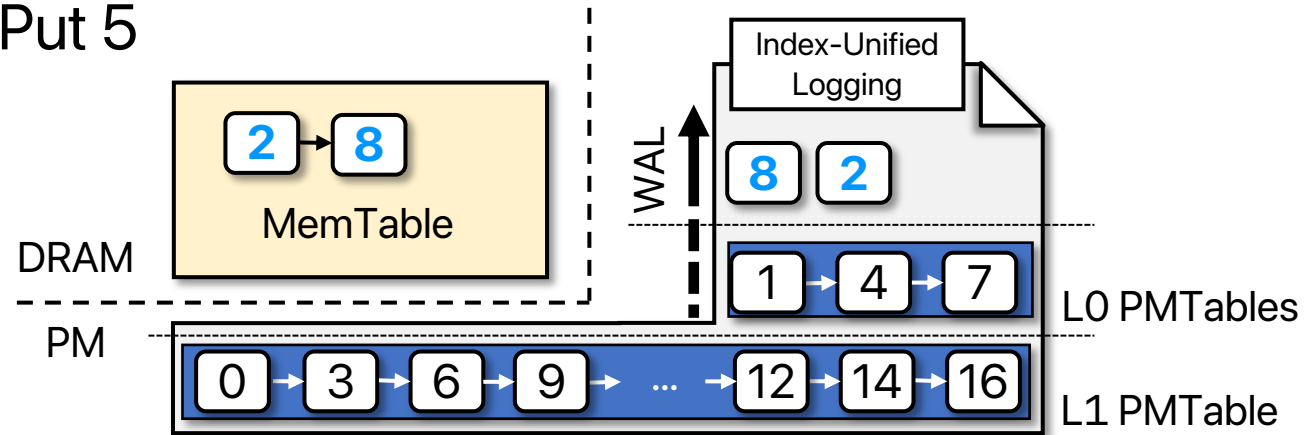 Put 5
Index-Unified
Logging
2 8
MemTable
WAL
8 2
DRAM
1 4 7
L0 PMTables
PM
0 3 6 9 ... 12 14 16
L1 PMTable